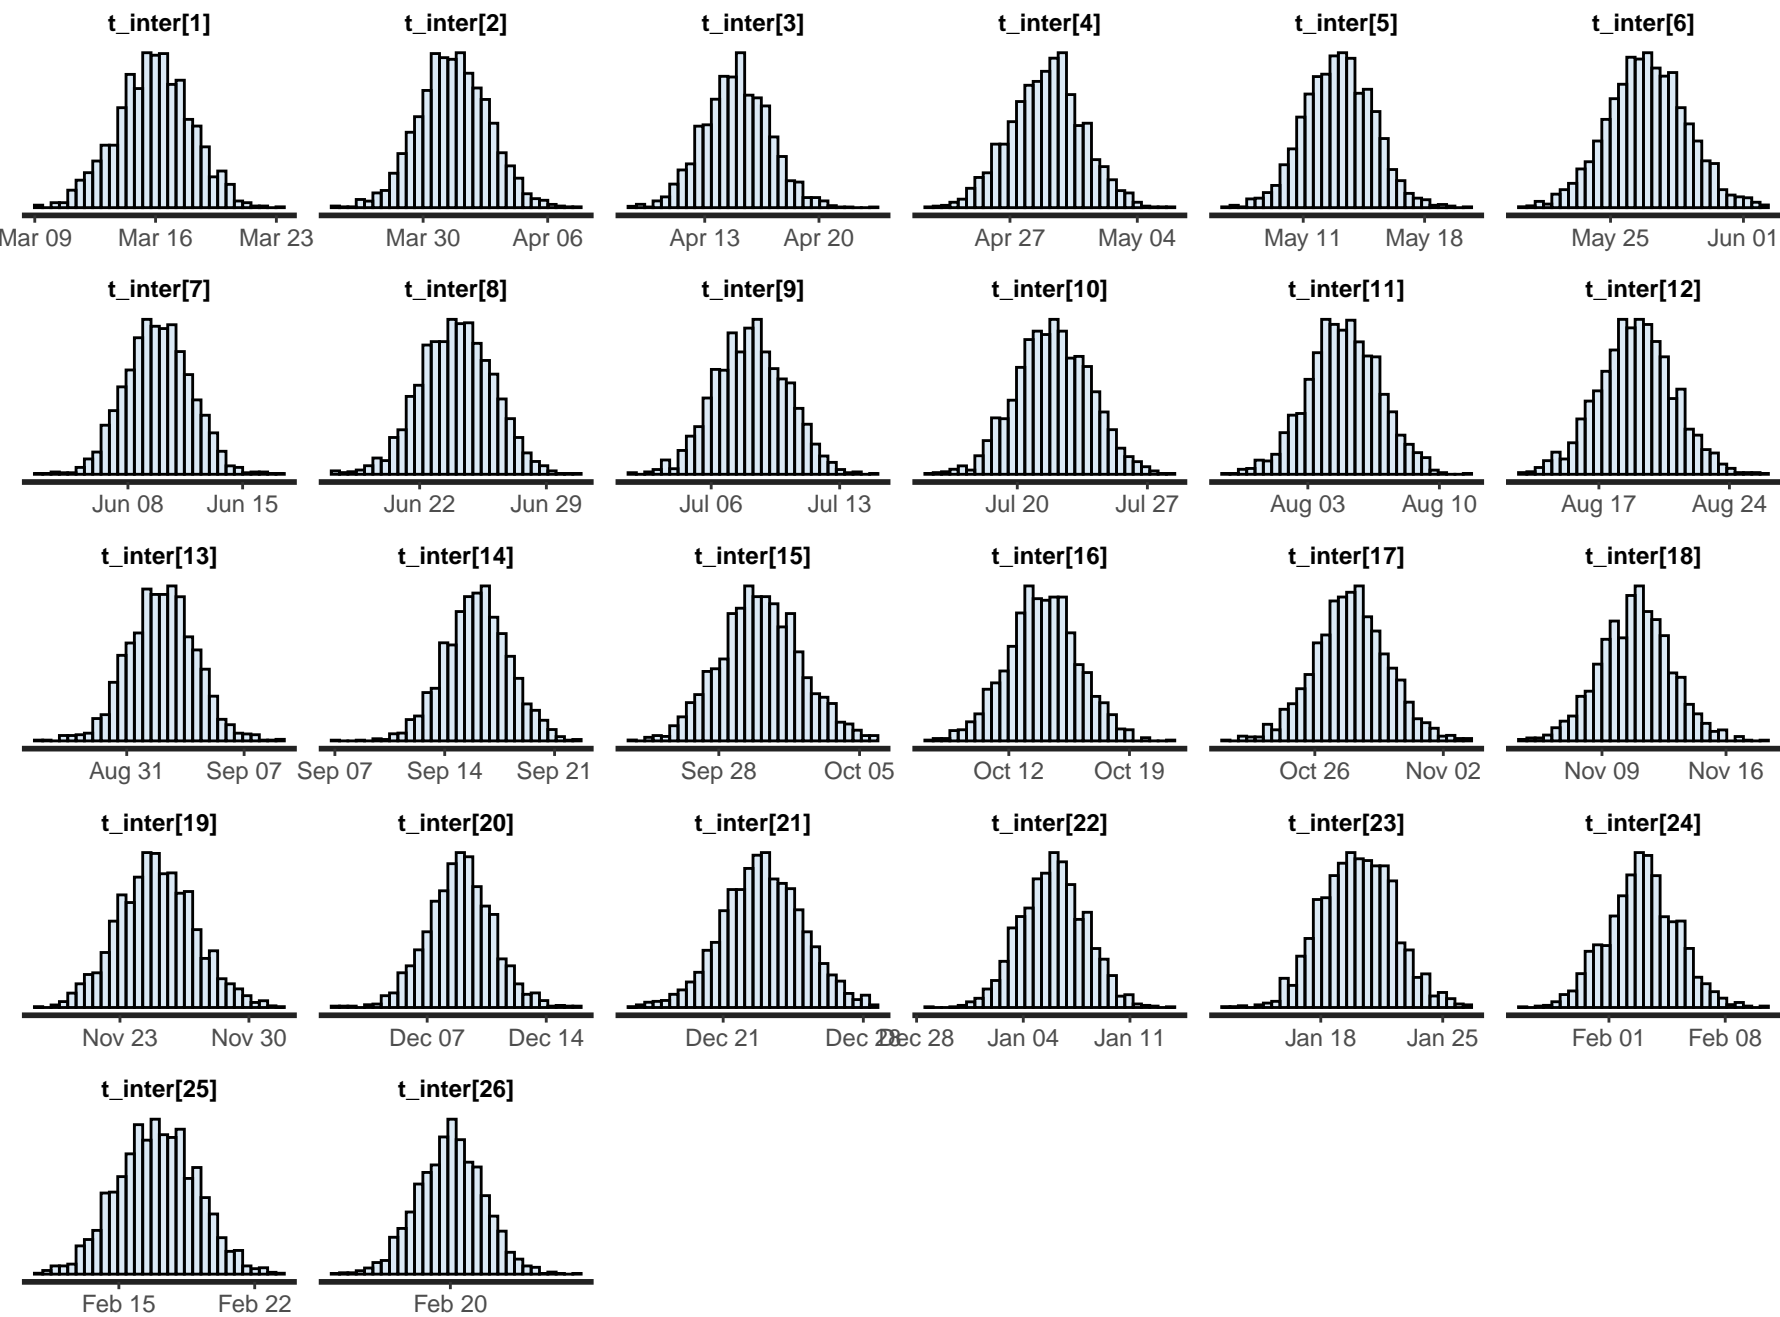 t_inter[1] t_inter[2] t_inter[3] t_inter[4] t_inter[5] t_inter[6]
Mar 09 Mar 16 Mar 23 Mar 30 Apr 06 Apr 13 Apr 20 Apr 27 May 04 May 11 May 18 May 25 Jun 01
t_inter[7] t_inter[8] t_inter[9] t_inter[10] t_inter[11] t_inter[12]
Jun 08 Jun 15 Jun 22 Jun 29 Jul 06 Jul 13 Jul 20 Jul 27 Aug 03 Aug 10 Aug 17 Aug 24
t_inter[13] t_inter[14] t_inter[15] t_inter[16] t_inter[17] t_inter[18]
Aug 31 Sep 07 Sep 07 Sep 14 Sep 21 Sep 28 Oct 05 Oct 12 Oct 19 Oct 26 Nov 02 Nov 09 Nov 16
t_inter[19] t_inter[20] t_inter[21] t_inter[22] t_inter[23] t_inter[24]
Nov 23 Nov 30 Dec 07 Dec 14 Dec 21 Dec 28 Dec 28 Jan 04 Jan 11 Jan 18 Jan 25 Feb 01 Feb 08
t_inter[25] t_inter[26]
Feb 15 Feb 22 Feb 20